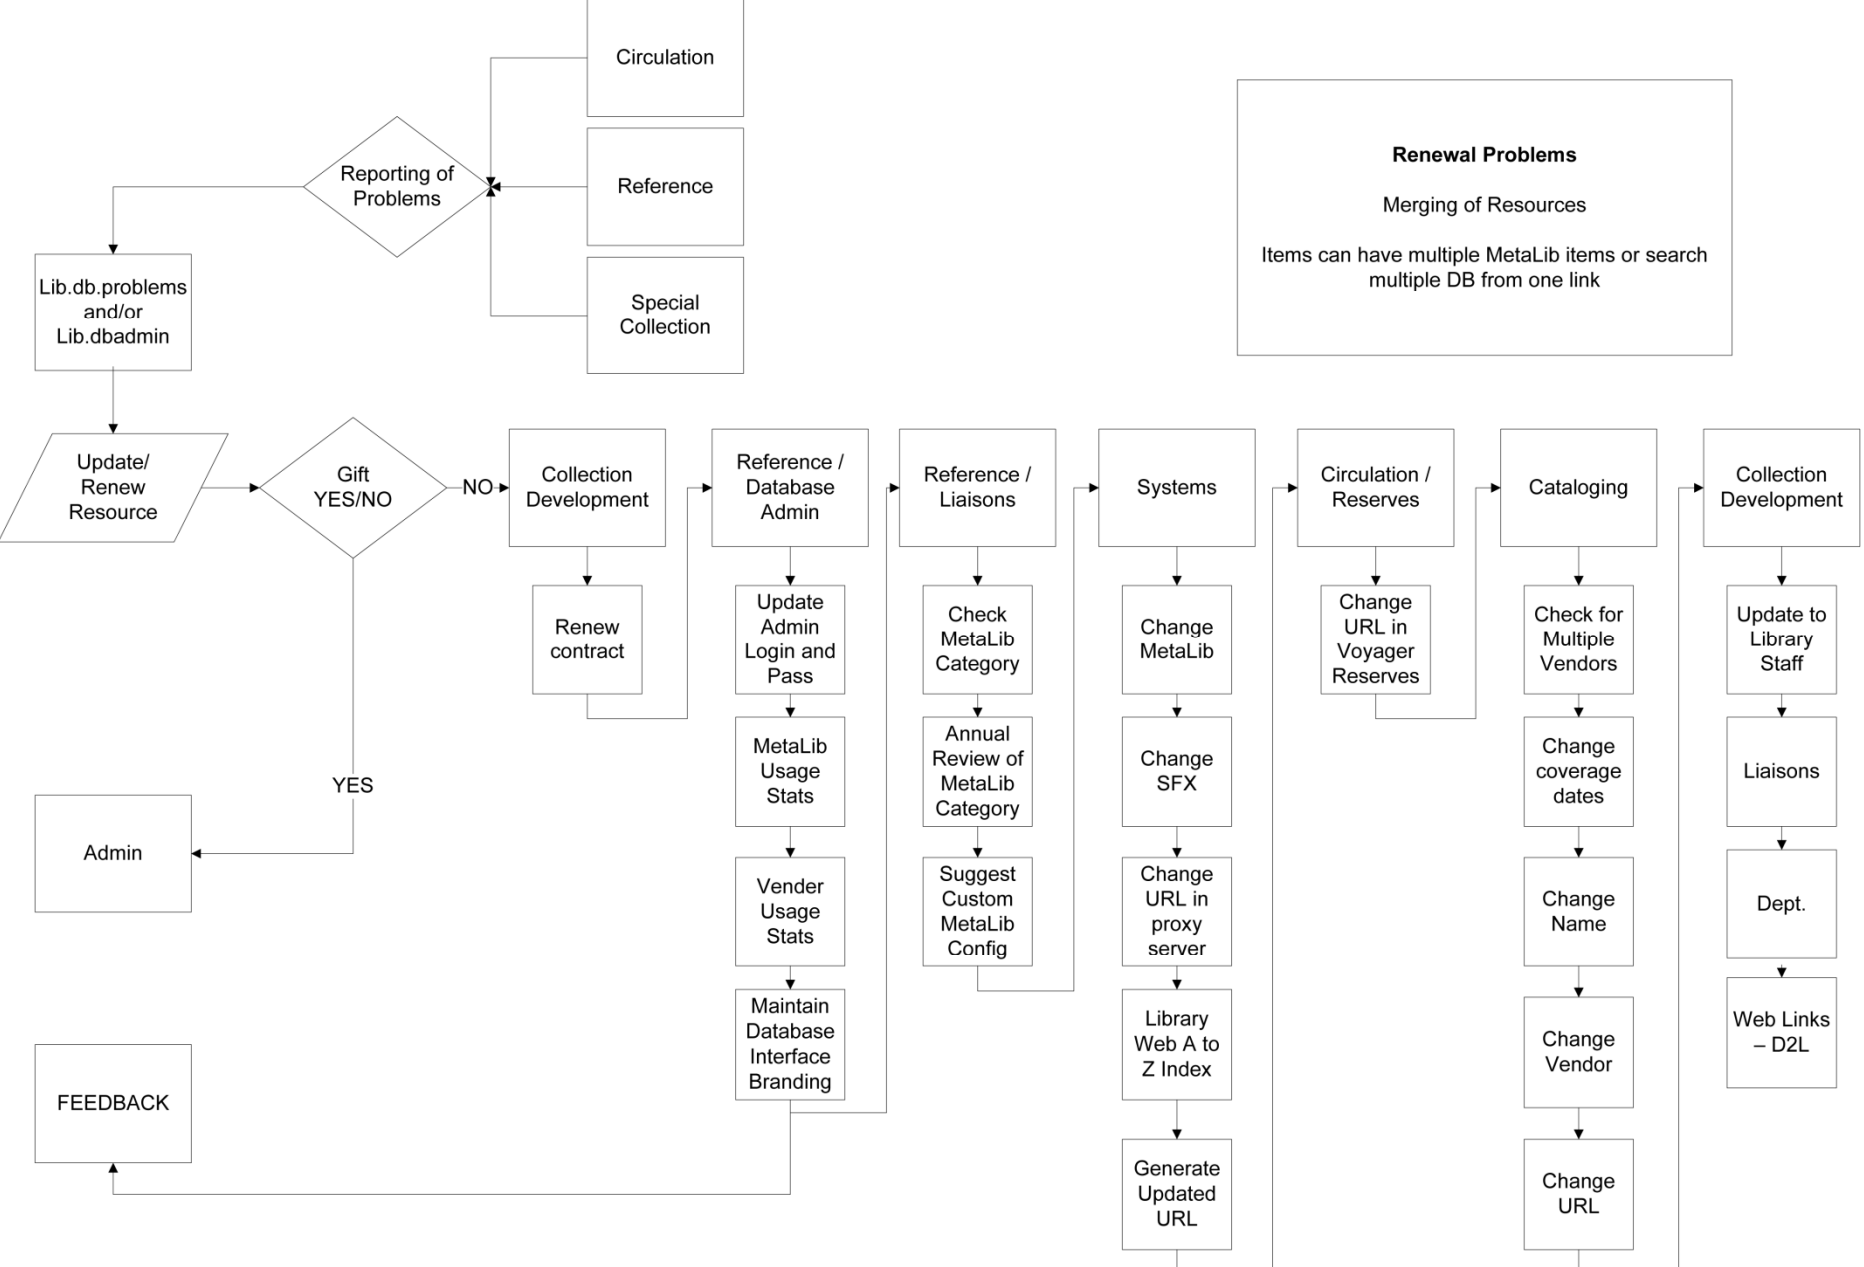 Circulation
Reporting of
Problems
Reference
Special
Collection
Renewal Problems
Merging of Resources
Items can have multiple MetaLib items or search
multiple DB from one link
Lib.db.problems
and/or
Lib.dbadmin
Update/
Renew
Resource
Gift
YES/NO
NO
YES
Admin
FEEDBACK
Collection
Development
Renew
contract
Reference /
Database
Admin
Update
Admin
Login and
Pass
MetaLib
Usage
Stats
Vender
Usage
Stats
Maintain
Database
Interface
Branding
Reference /
Liaisons
Check
MetaLib
Category
Annual
Review of
MetaLib
Category
Suggest
Custom
MetaLib
Config
Systems
Change
MetaLib
Change
SFX
Change
URL in
proxy
server
Library
Web A to
Z Index
Generate
Updated
URL
Circulation /
Reserves
Change
URL in
Voyager
Reserves
Cataloging
Check for
Multiple
Vendors
Change
coverage
dates
Change
Name
Change
Vendor
Change
URL
Collection
Development
Update to
Library
Staff
Liaisons
Dept.
Web Links
– D2L